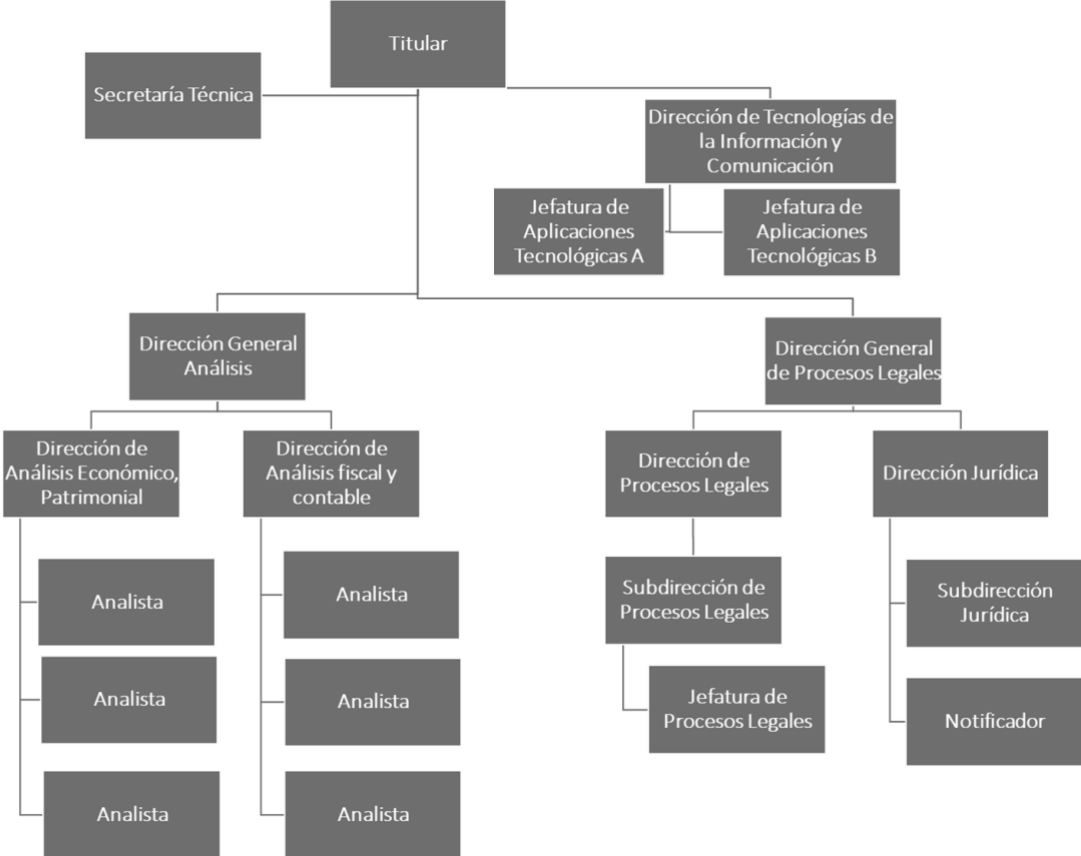 Titular
Secretaría Técnica
Dirección de Tecnologías de
la Información y
Comunicación
Jefatura de
Aplicaciones
Tecnológicas A
Jefatura de
Aplicaciones
Tecnológicas B
Dirección General
Análisis
Dirección General
de Procesos Legales
Dirección de
Análisis Económico,
Patrimonial
Dirección de
Análisis fiscal y
contable
Dirección de
Procesos Legales
Dirección Jurídica
Analista
Analista
Analista
Analista
Analista
Analista
Subdirección de
Procesos Legales
Jefatura de
Procesos Legales
Subdirección
Jurídica
Notificador